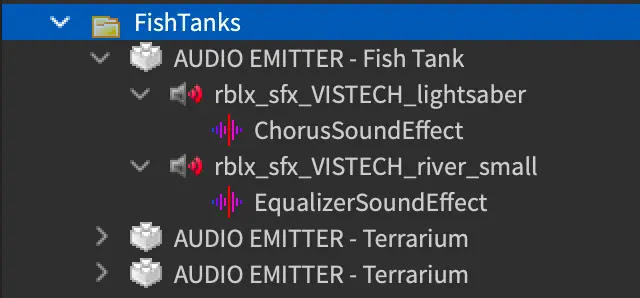 FishTanks
AUDIO EMITTER - Fish Tank
rblx_sfx_VISTECH_lightsaber
ChorusSoundEffect
rblx_sfx_VISTECH_river_small
EqualizerSoundEffect
AUDIO EMITTER - Terrarium
AUDIO EMITTER - Terrarium